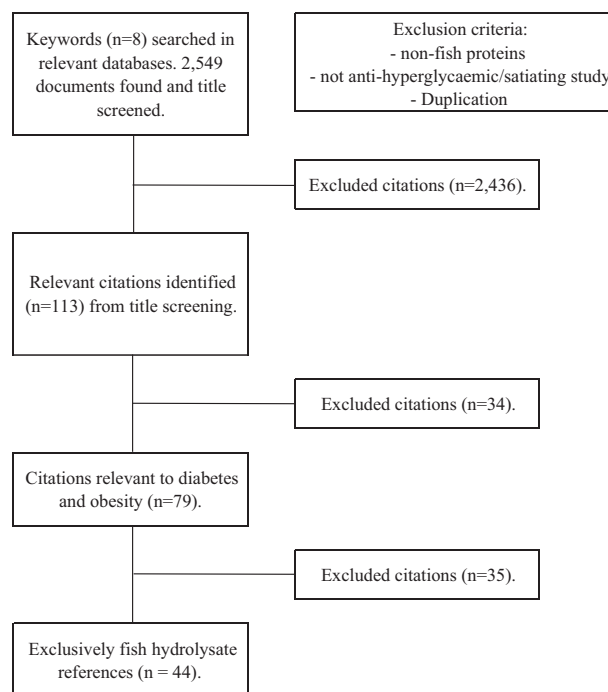 Keywords (n=8) searched in
relevant databases. 2,549
documents found and title
screened.
Exclusion criteria:
- non-fish proteins
- not anti-hyperglycaemic/satiating study
- Duplication
Excluded citations (n=2,436).
Relevant citations identified
(n=113) from title screening.
Excluded citations (n=34).
Citations relevant to diabetes
and obesity (n=79).
Excluded citations (n=35).
Exclusively fish hydrolysate
references (n = 44).